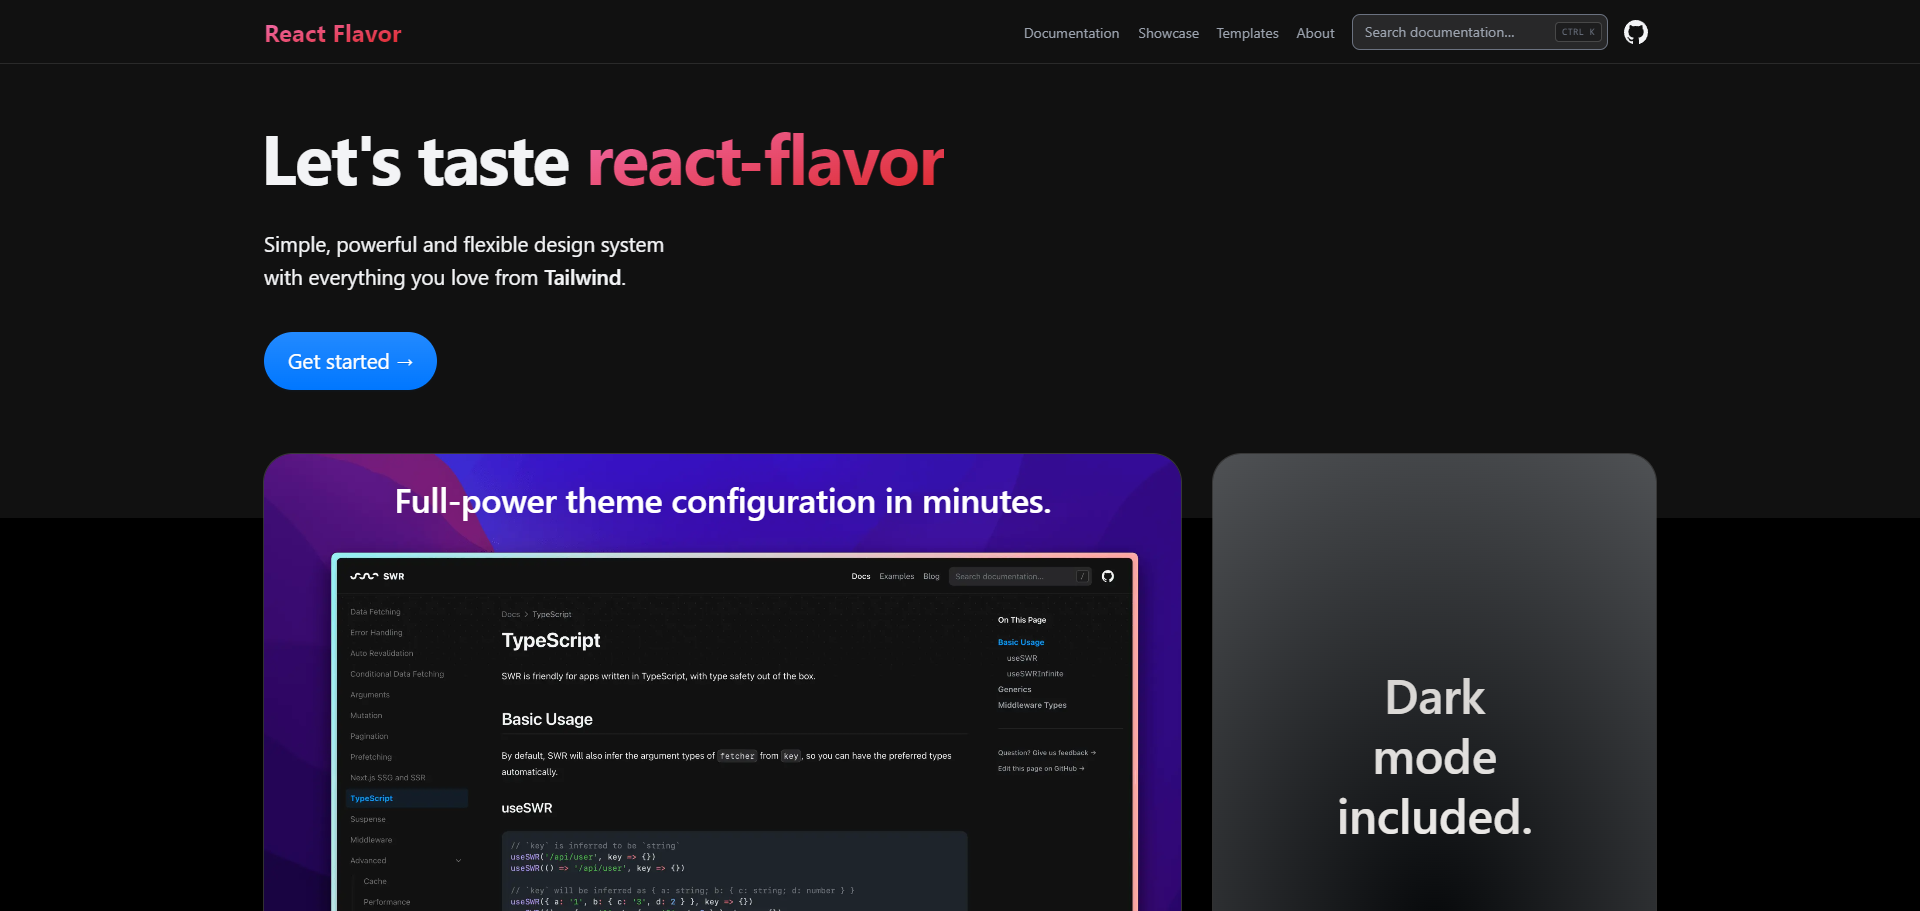 React Flavor
Documentation Showcase Templates About Search documentation... CTRL K
Let's taste react-flavor
Simple, powerful and flexible design system
with everything you love from Tailwind.
Get started →
Full-power theme configuration in minutes.
SWR
Docs Examples Blog Search documentation... /
Data Fetching
Error Handling
Auto Revalidation
Conditional Data Fetching
Arguments
Mutation
Pagination
Prefetching
Next.js SSG and SSR
TypeScript
Suspense
Middleware
Advanced
Cache
Performance
Docs > TypeScript
TypeScript
SWR is friendly for apps written in TypeScript, with type safety out of the box.
Basic Usage
By default, SWR will also infer the argument types of fetcher from key, so you can have the preferred types
automatically.
useSWR
// `key` is inferred to be `string`
useSWR('/api/user', key => {})
useSWR(() => '/api/user', key => {})
// `key` will be inferred as { a: string; b: { c: string; d: number } }
useSWR({ a: '1', b: { c: '3', d: 2 } }, key => {})
On This Page
Basic Usage
useSWR
useSWRInfinite
Generics
Middleware Types
Question? Give us feedback →
Edit this page on GitHub →
Dark
mode
included.